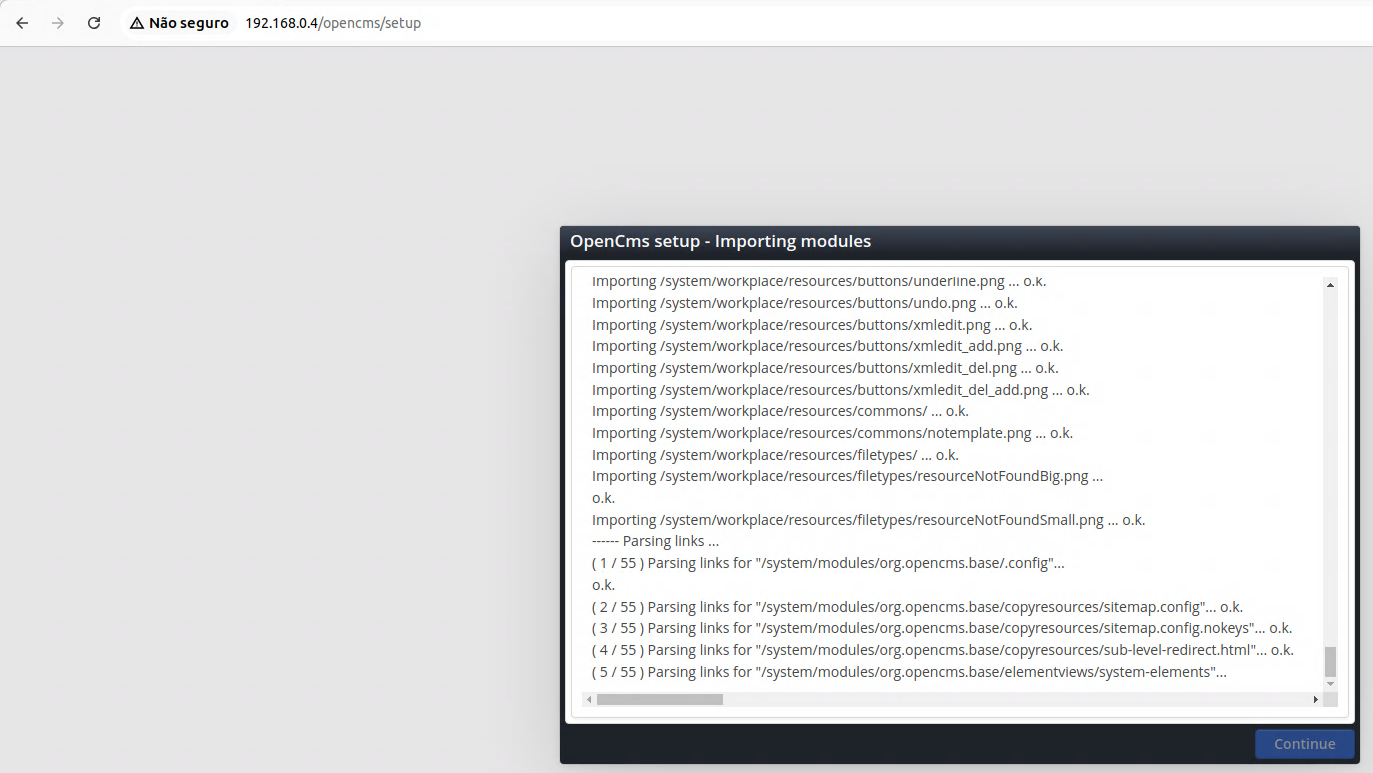 Não seguro 192.168.0.4/opencms/setup
OpenCms setup - Importing modules
Importing /system/workplace/resources/buttons/underline.png ... o.k.
Importing /system/workplace/resources/buttons/undo.png ... o.k.
Importing /system/workplace/resources/buttons/xmledit.png ... o.k.
Importing /system/workplace/resources/buttons/xmledit_add.png ... o.k.
Importing /system/workplace/resources/buttons/xmledit_del.png ... o.k.
Importing /system/workplace/resources/buttons/xmledit_del_add.png ... o.k.
Importing /system/workplace/resources/commons/ ... o.k.
Importing /system/workplace/resources/commons/notemplate.png ... o.k.
Importing /system/workplace/resources/filetypes/ ... o.k.
Importing /system/workplace/resources/filetypes/resourceNotFoundBig.png ...
o.k.
Importing /system/workplace/resources/filetypes/resourceNotFoundSmall.png ... o.k.
------ Parsing links ...
( 1 / 55 ) Parsing links for "/system/modules/org.opencms.base/.config"...
o.k.
( 2 / 55 ) Parsing links for "/system/modules/org.opencms.base/copyresources/sitemap.config"... o.k.
( 3 / 55 ) Parsing links for "/system/modules/org.opencms.base/copyresources/sitemap.config.nokeys"... o.k.
( 4 / 55 ) Parsing links for "/system/modules/org.opencms.base/copyresources/sub-level-redirect.html"... o.k.
( 5 / 55 ) Parsing links for "/system/modules/org.opencms.base/elementviews/system-elements"...
Continue